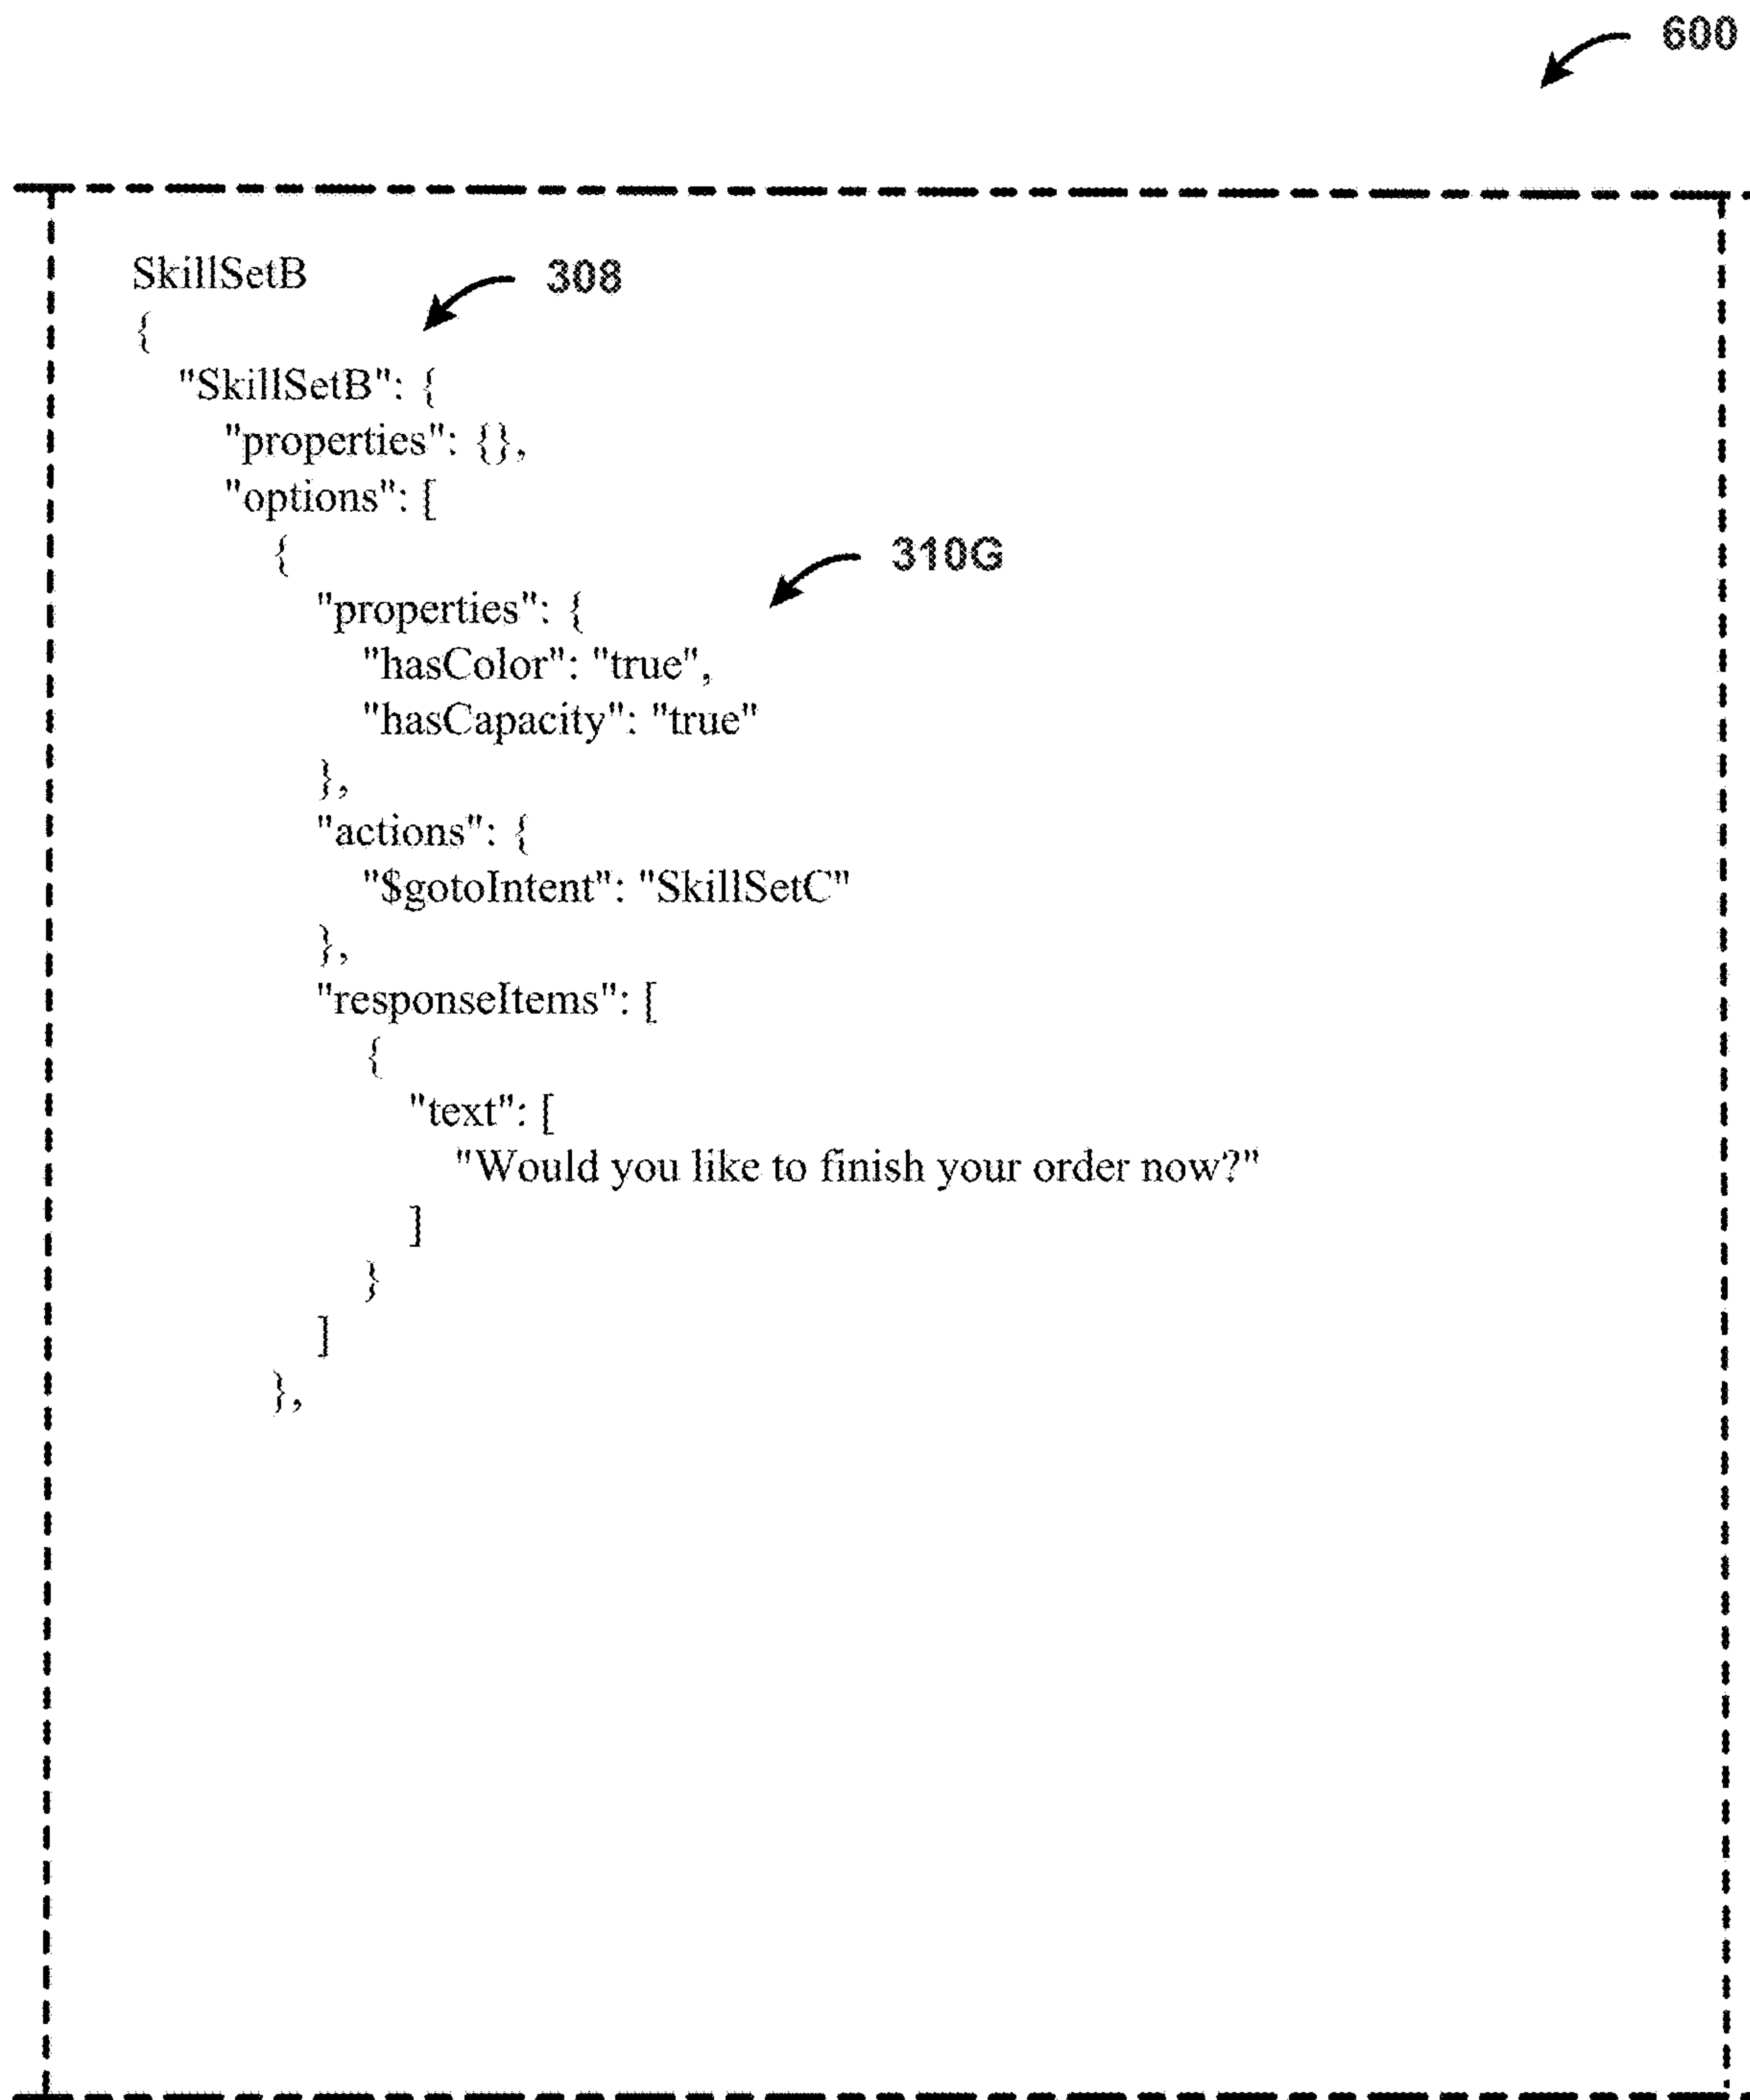 600
SkillSetB
308
{
"SkillSetB": {
"properties": {},
"options": [
{
310G
"properties": {
"hasColor": "true",
"hasCapacity": "true"
},
"actions": {
"$gotoIntent": "SkillSetC"
},
"responseItems": [
{
"text": [
"Would you like to finish your order now?"
]
}
]
},